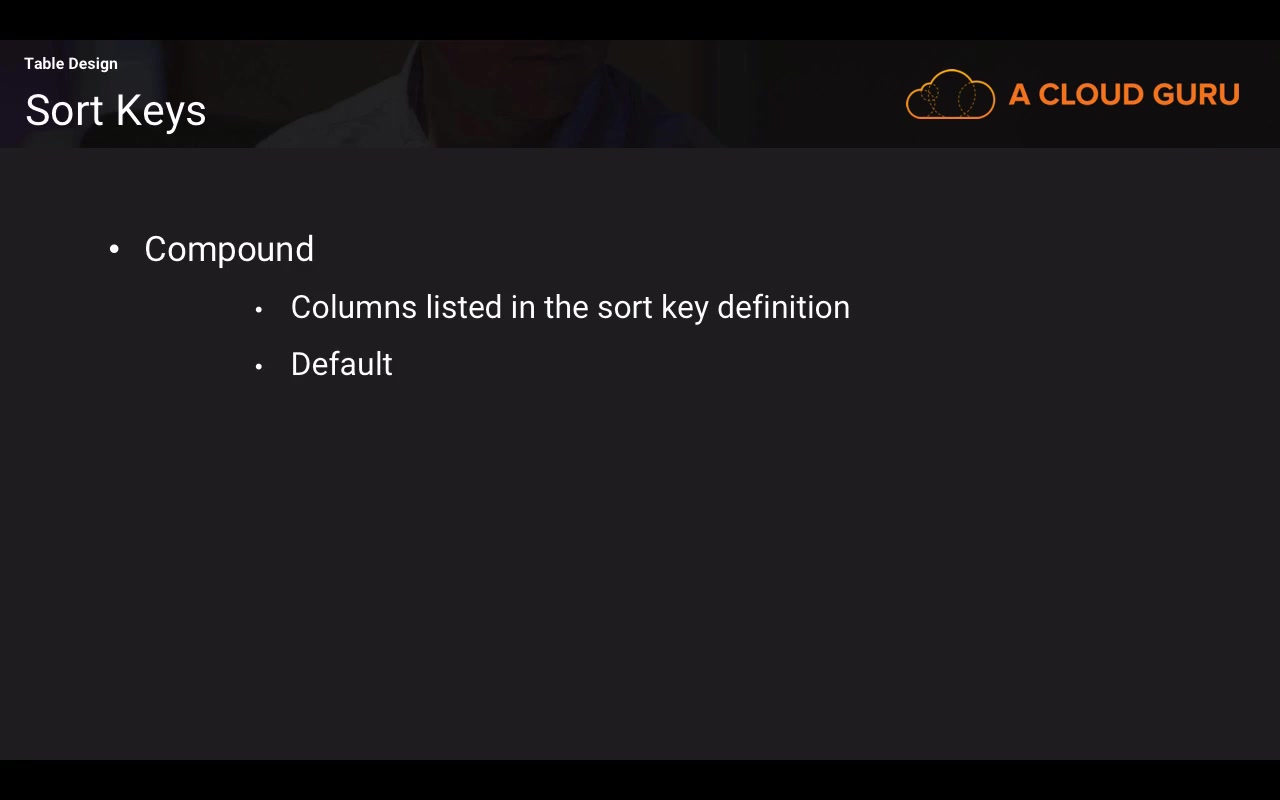 Table Design
Sort Keys
A CLOUD GURU
• Compound
• Columns listed in the sort key definition
• Default